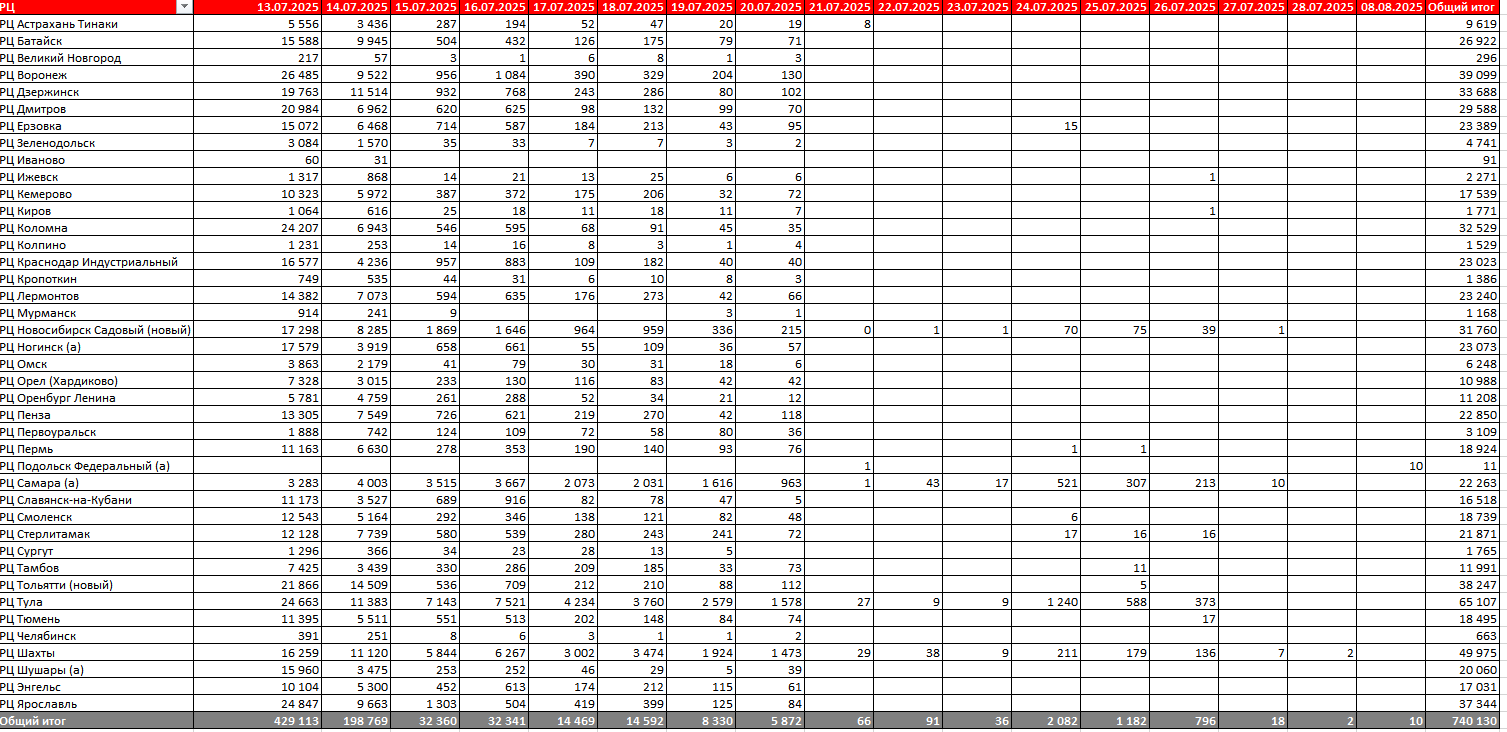 РЦ 13.07.2025 14.07.2025 15.07.2025 16.07.2025 17.07.2025 18.07.2025 19.07.2025 20.07.2025 21.07.2025 22.07.2025 23.07.2025 24.07.2025 25.07.2025 26.07.2025 27.07.2025 28.07.2025 08.08.2025 Общий итог
РЦ Астрахань Тинаки 5 556 3 436 287 194 52 47 20 19 8 9 619
РЦ Батайск 15 588 9 945 504 432 126 175 79 71 26 922
РЦ Великий Новгород 217 57 3 1 6 8 1 3 296
РЦ Воронеж 26 485 9 522 956 1 084 390 329 204 130 39 099
РЦ Дзержинск 19 763 11 514 932 768 243 286 80 102 33 688
РЦ Дмитров 20 984 6 962 620 625 98 132 99 70 29 588
РЦ Ерзовка 15 072 6 468 714 587 184 213 43 95 15 23 389
РЦ Зеленодольск 3 084 1 570 35 33 7 7 3 2 4 741
РЦ Иваново 60 31 91
РЦ Ижевск 1 317 868 14 21 13 25 6 6 1 2 271
РЦ Кемерово 10 323 5 972 387 372 175 206 32 72 17 539
РЦ Киров 1 064 616 25 18 11 18 11 7 1 1 771
РЦ Коломна 24 207 6 943 546 595 68 91 45 35 32 529
РЦ Колпино 1 231 253 14 16 8 3 1 4 1 529
РЦ Краснодар Индустриальный 16 577 4 236 957 883 109 182 40 40 23 023
РЦ Кропоткин 749 535 44 31 6 10 8 3 1 386
РЦ Лермонтов 14 382 7 073 594 635 176 273 42 66 23 240
РЦ Мурманск 914 241 9 3 1 1 168
РЦ Новосибирск Садовый (новый) 17 298 8 285 1 869 1 646 964 959 336 215 0 1 1 70 75 39 1 31 760
РЦ Ногинск (а) 17 579 3 919 658 661 55 109 36 57 23 073
РЦ Омск 3 863 2 179 41 79 30 31 18 6 6 248
РЦ Орел (Хардиково) 7 328 3 015 233 130 116 83 42 42 10 988
РЦ Оренбург Ленина 5 781 4 759 261 288 52 34 21 12 11 208
РЦ Пенза 13 305 7 549 726 621 219 270 42 118 22 850
РЦ Первоуральск 1 888 742 124 109 72 58 80 36 3 109
РЦ Пермь 11 163 6 630 278 353 190 140 93 76 1 1 18 924
РЦ Подольск Федеральный (а) 1 10 11
РЦ Самара (а) 3 283 4 003 3 515 3 667 2 073 2 031 1 616 963 1 43 17 521 307 213 10 22 263
РЦ Славянск-на-Кубани 11 173 3 527 689 916 82 78 47 5 16 518
РЦ Смоленск 12 543 5 164 292 346 138 121 82 48 6 18 739
РЦ Стерлитамак 12 128 7 739 580 539 280 243 241 72 17 16 16 21 871
РЦ Сургут 1 296 366 34 23 28 13 5 1 765
РЦ Тамбов 7 425 3 439 330 286 209 185 33 73 11 11 991
РЦ Тольятти (новый) 21 866 14 509 536 709 212 210 88 112 5 38 247
РЦ Тула 24 663 11 383 7 143 7 521 4 234 3 760 2 579 1 578 27 9 9 1 240 588 373 65 107
РЦ Тюмень 11 395 5 511 551 513 202 148 84 74 17 18 495
РЦ Челябинск 391 251 8 6 3 1 1 2 663
РЦ Шахты 16 259 11 120 5 844 6 267 3 002 3 474 1 924 1 473 29 38 9 211 179 136 7 2 49 975
РЦ Шушары (а) 15 960 3 475 253 252 46 29 5 39 20 060
РЦ Энгельс 10 104 5 300 452 613 174 212 115 61 17 031
РЦ Ярославль 24 847 9 663 1 303 504 419 399 125 84 37 344
Общий итог 429 113 198 769 32 360 32 341 14 469 14 592 8 330 5 872 66 91 36 2 082 1 182 796 18 2 10 740 130